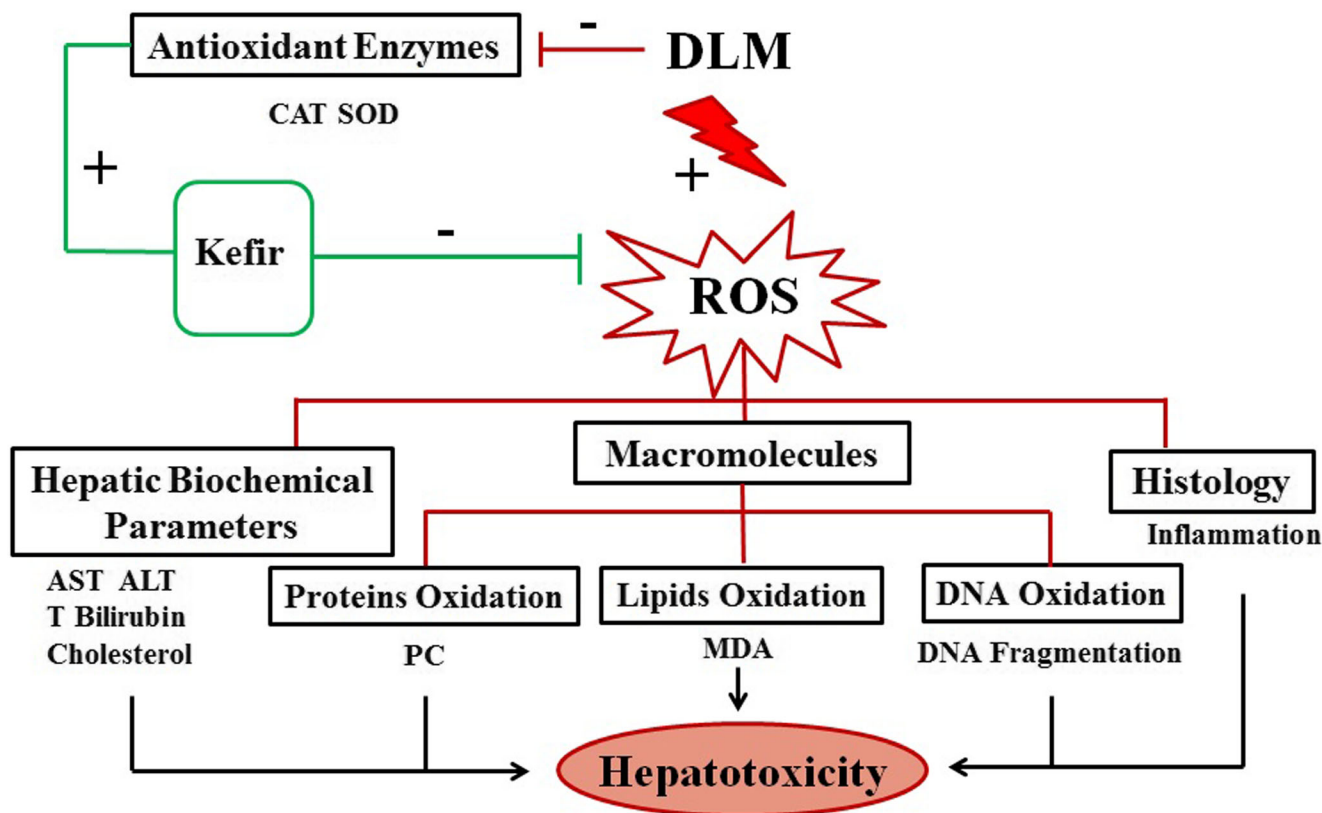 Antioxidant Enzymes
-
DLM
CAT SOD
+
+
Kefir
-
ROS
Hepatic Biochemical
Parameters
Macromolecules
Histology
Inflammation
AST ALT
T Bilirubin
Cholesterol
Proteins Oxidation
PC
Lipids Oxidation
MDA
DNA Oxidation
DNA Fragmentation
Hepatotoxicity